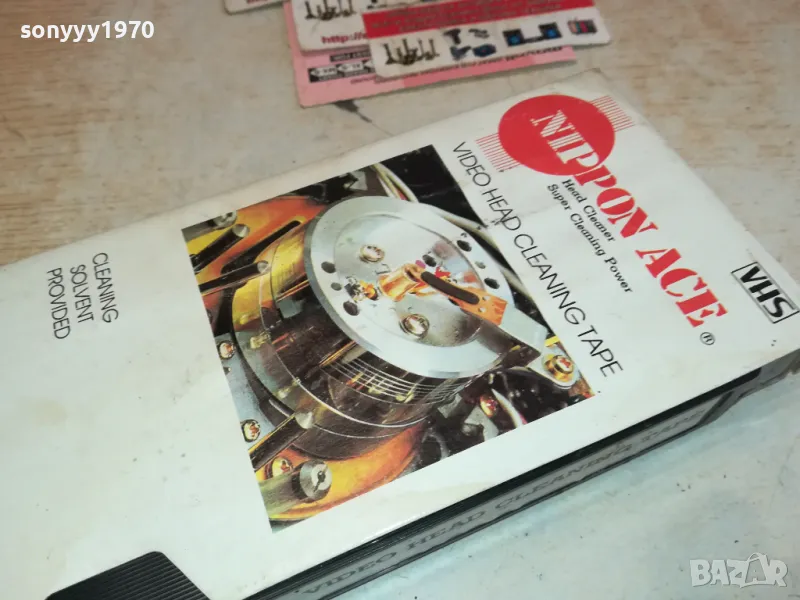 sonyyy1970
http://
NIPPON ACE®
Head Cleaner
Super Cleaning Power
VHS
VIDEO HEAD CLEANING TAPE
CLEANING
SOLVENT
PROVIDED
VIDEO HEAD CLEANING TAPE
BAZAR